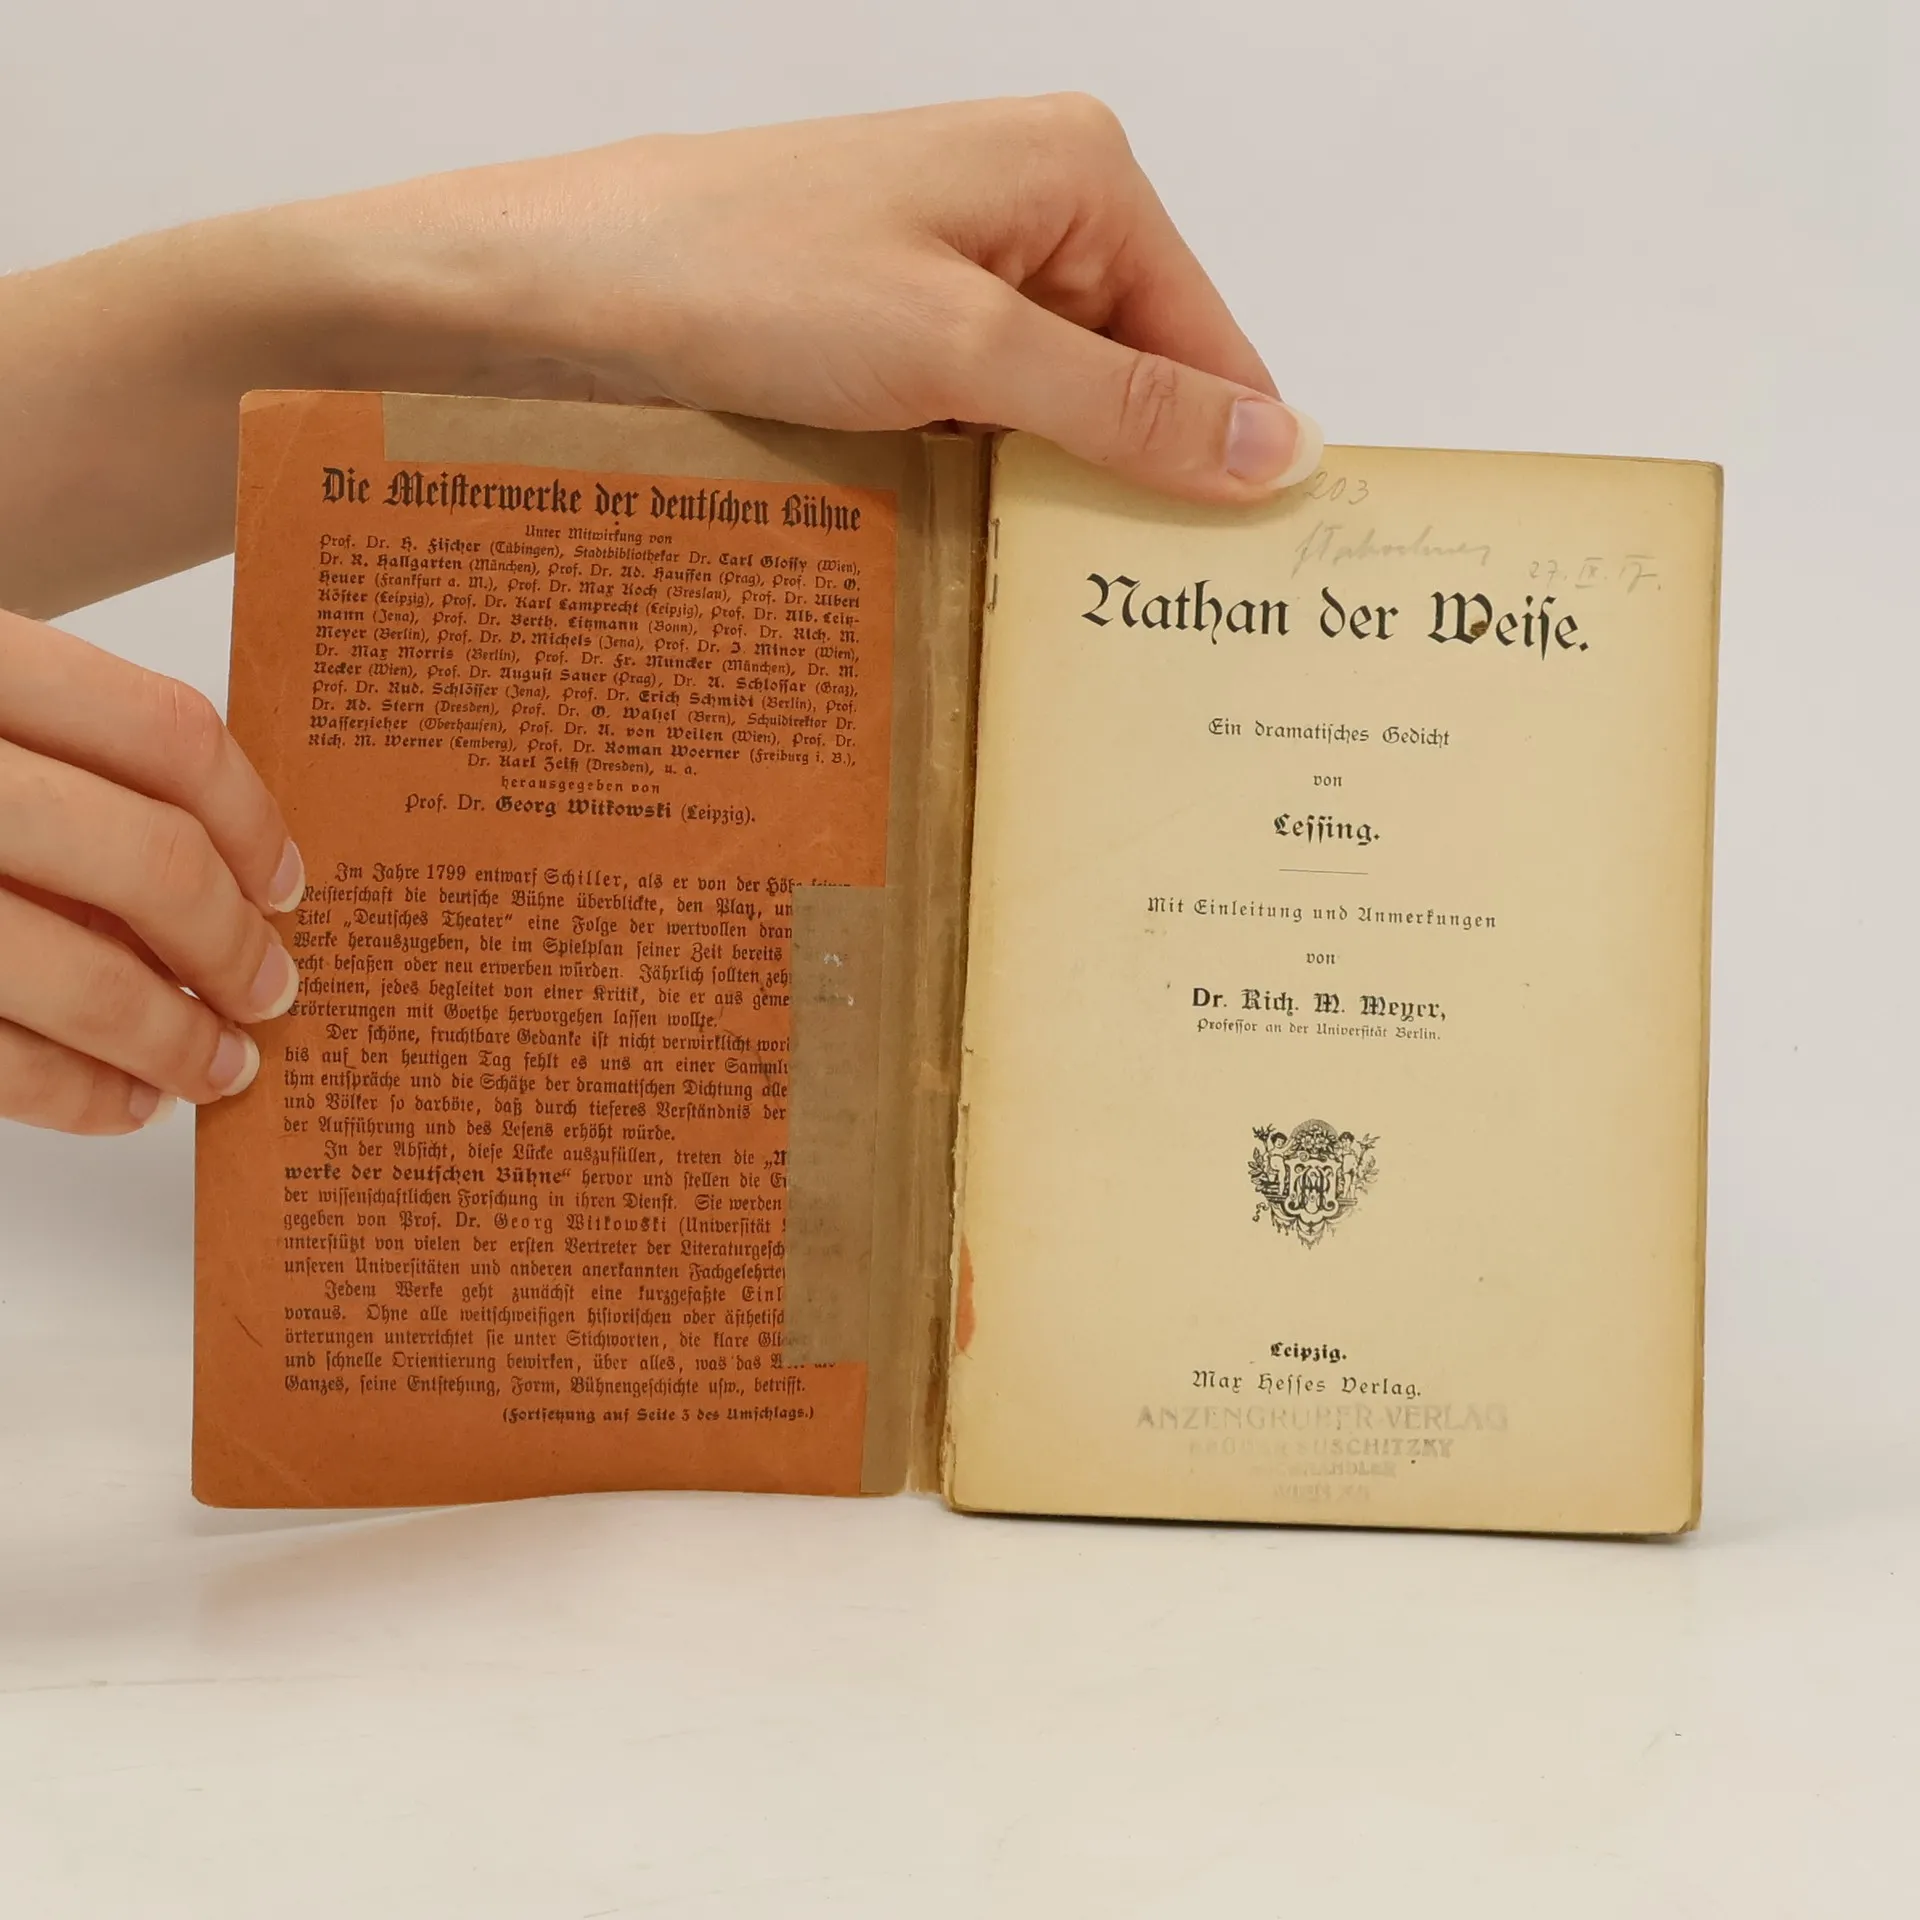 Die Meisterwerke der deutschen Bühne
Unter Mitwirkung von
Prof. Dr. H. Fischer (Tübingen), Stadtbibliothekar Dr. Carl Glossy (Wien),
Dr. R. Hallgarten (München), Prof. Dr. Ad. Hauffen (Prag), Prof. Dr. O.
Heuer (Frankfurt a. M.), Prof. Dr. Max Koch (Breslau), Prof. Dr. Albert
Köster (Leipzig), Prof. Dr. Karl Lamprecht (Leipzig), Prof. Dr. Alb. Leitz-
mann (Jena), Prof. Dr. Berth. Litzmann (Bonn), Prof. Dr. Rich. M.
Meyer (Berlin), Prof. Dr. V. Michels (Jena), Prof. Dr. J. Minor (Wien),
Dr. Max Morris (Berlin), Prof. Dr. Fr. Muncker (München), Dr. M.
Necker (Wien), Prof. Dr. August Sauer (Prag), Dr. A. Schlossar (Graz),
Prof. Dr. Rud. Schlösser (Jena), Prof. Dr. Erich Schmidt (Berlin), Prof.
Dr. Ad. Stern (Dresden), Prof. Dr. O. Walzel (Bern), Schuldirektor Dr.
Wasserzieher (Oberhausen), Prof. Dr. A. von Weilen (Wien), Prof. Dr.
Rich. M. Werner (Lemberg), Prof. Dr. Roman Woerner (Freiburg i. B.),
Dr. Karl Zeiß (Dresden), u. a.
herausgegeben von
Prof. Dr. Georg Witkowski (Leipzig).
Im Jahre 1799 entwarf Schiller, als er von der Höhe seiner
Meisterschaft die deutsche Bühne überblickte, den Plan, un
Titel „Deutsches Theater“ eine Folge der wertvollen dram
Werke herauszugeben, die im Spielplan seiner Zeit bereits
recht besaßen oder neu erwerben würden. Jährlich sollten zeh
erscheinen, jedes begleitet von einer Kritik, die er aus geme
Erörterungen mit Goethe hervorgehen lassen wollte.
Der schöne, fruchtbare Gedanke ist nicht verwirklicht word
bis auf den heutigen Tag fehlt es uns an einer Sammlu
ihm entspräche und die Schätze der dramatischen Dichtung alle
und Völker so darböte, daß durch tieferes Verständnis der
der Aufführung und des Lesens erhöht würde.
In der Absicht, diese Lücke auszufüllen, treten die „M
werke der deutschen Bühne“ hervor und stellen die Er
der wissenschaftlichen Forschung in ihren Dienst. Sie werden
gegeben von Prof. Dr. Georg Witkowski (Universität
unterstützt von vielen der ersten Vertreter der Literaturgesch
unseren Universitäten und anderen anerkannten Fachgelehrte
Jedem Werke geht zunächst eine kurzgefaßte Einl
voraus. Ohne alle weitschweifigen historischen oder ästhetisch
örterungen unterrichtet sie unter Stichworten, die klare Glie
und schnelle Orientierung bewirken, über alles, was das
Ganzes, seine Entstehung, Form, Bühnengeschichte usw., betrifft.
(Fortsetzung auf Seite 3 des Umschlags.)
203
27. IX. 17.
Nathan der Weise.
Ein dramatisches Gedicht
von
Lessing.
Mit Einleitung und Anmerkungen
von
Dr. Rich. M. Meyer,
Professor an der Universität Berlin.
Leipzig.
Max Hesses Verlag.
ANZENGRUBER-VERLAG
BRÜDER SUSCHITZKY